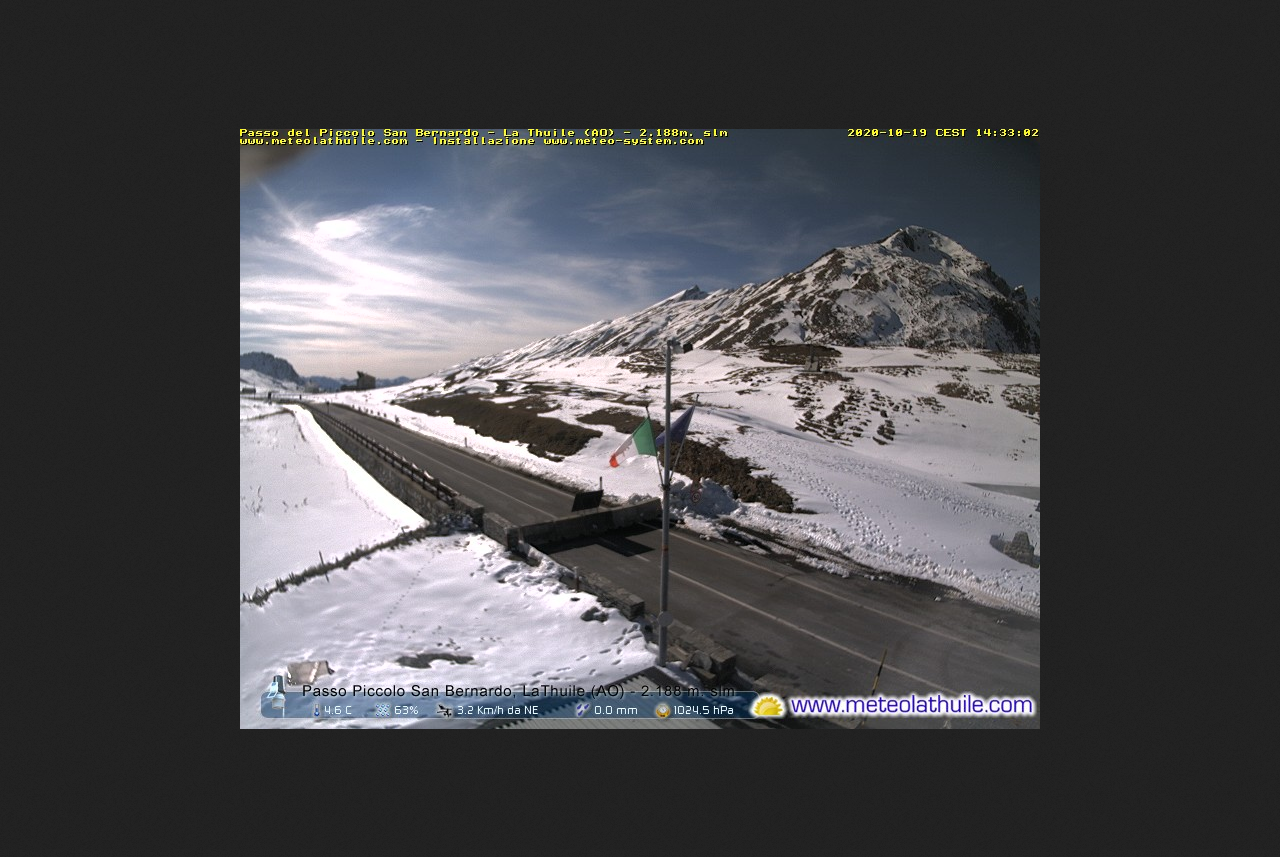 Passo del Piccolo San Bernardo - La Thuile (AO) - 2.188m. slm
2020-10-19 CEST 14:33:02
www.meteolathuile.com - Installazione www.meteo-system.com
Passo Piccolo San Bernardo, LaThuile (AO) - 2.188 m. slm
4.6 C 63% 3.2 Km/h da NE 0.0 mm 1024.5 hPa
www.meteolathuile.com